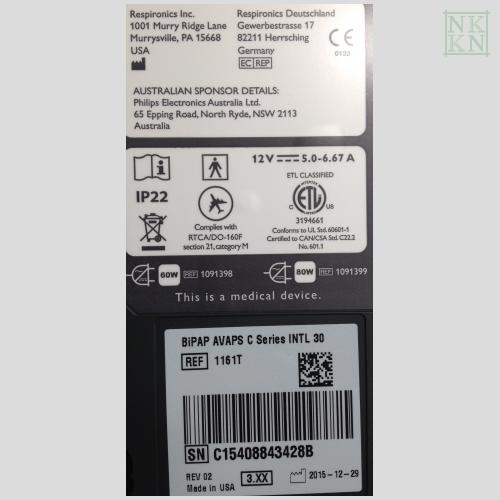 Respironics Inc.
1001 Murry Ridge Lane
Murrysville, PA 15668
USA
Respironics Deutschland
Gewerbestrasse 17
82211 Herrsching
Germany
EC REP
CE
0123
AUSTRALIAN SPONSOR DETAILS:
Philips Electronics Australia Ltd.
65 Epping Road, North Ryde, NSW 2113
Australia
IP22
Complies with
RTCA/DO-160F
section 21, category M
12V 5.0-6.67 A
ETL CLASSIFIED
C ETL US
3194661
Conforms to UL Std. 60601-1
Certified to CAN/CSA Std. C22.2
No. 601.1
60W REF 1091398
80W REF 1091399
This is a medical device.
BiPAP AVAPS C Series INTL 30
REF 1161T
SN C15408843428B
REV 02
Made in USA
3.XX
2015-12-29
NK
KN